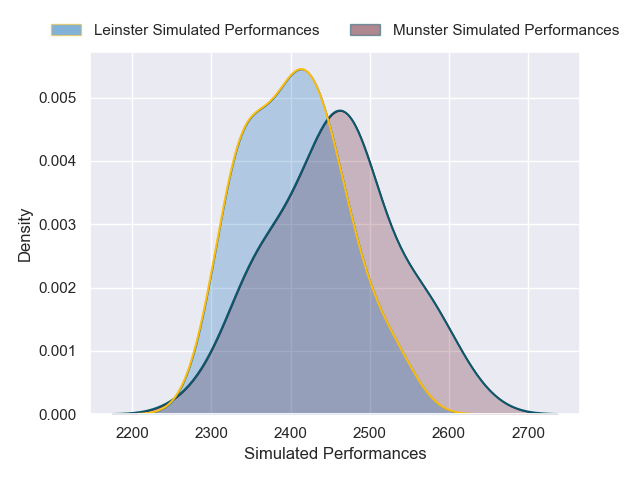 Leinster Simulated Performances Munster Simulated Performances
0.005
0.004
0.003
0.002
0.001
0.000
Density
2200 2300 2400 2500 2600 2700
Simulated Performances